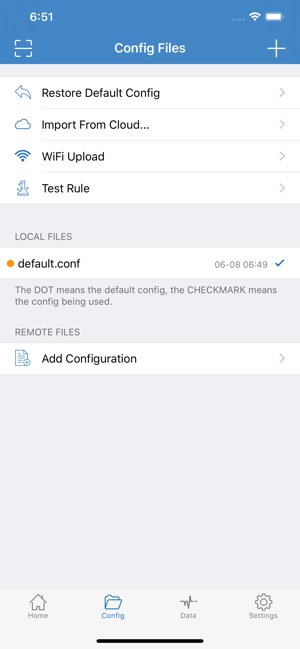 6:51
Config Files
Restore Default Config
Import From Cloud...
WiFi Upload
Test Rule
LOCAL FILES
default.conf 06-08 06:49
The DOT means the default config, the CHECKMARK means
the config being used.
REMOTE FILES
Add Configuration
Home Config Data Settings